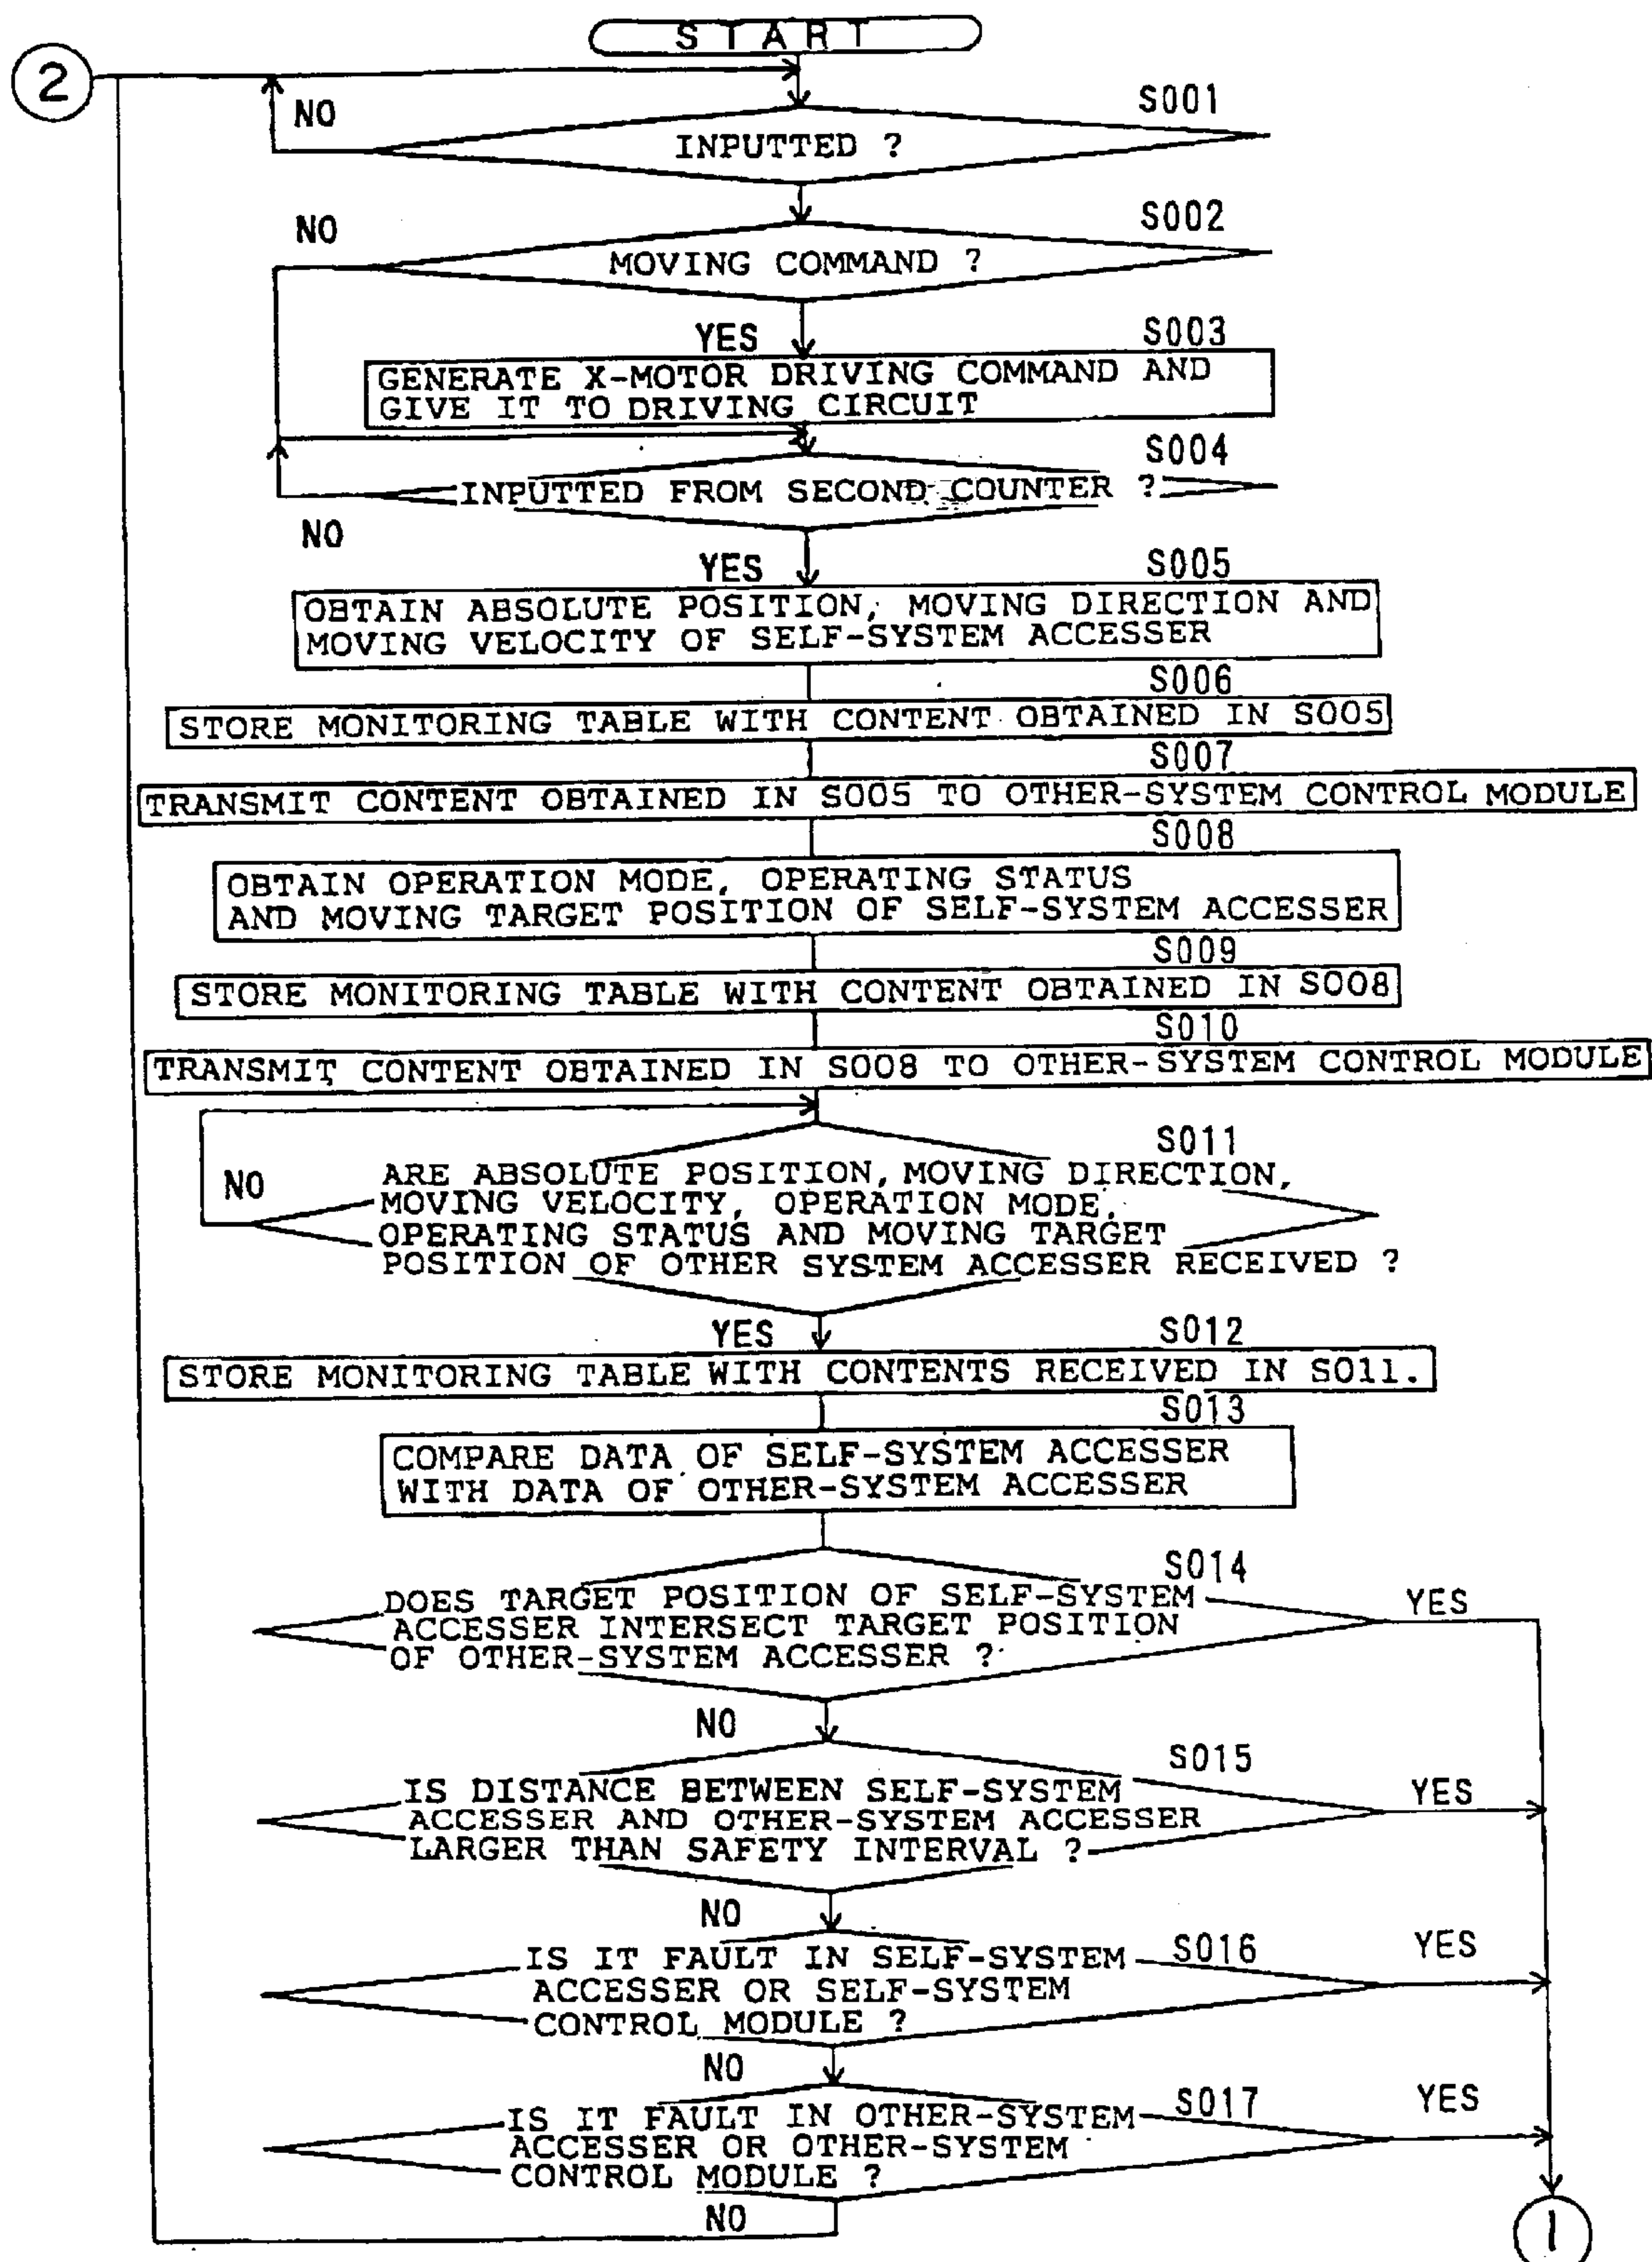 START
2
NO
S001
INPUTTED ?
NO
S002
MOVING COMMAND ?
YES
S003
GENERATE X-MOTOR DRIVING COMMAND AND
GIVE IT TO DRIVING CIRCUIT
S004
INPUTTED FROM SECOND COUNTER ?
NO
YES
S005
OBTAIN ABSOLUTE POSITION, MOVING DIRECTION AND
MOVING VELOCITY OF SELF-SYSTEM ACCESSER
S006
STORE MONITORING TABLE WITH CONTENT OBTAINED IN S005
S007
TRANSMIT CONTENT OBTAINED IN S005 TO OTHER-SYSTEM CONTROL MODULE
S008
OBTAIN OPERATION MODE, OPERATING STATUS
AND MOVING TARGET POSITION OF SELF-SYSTEM ACCESSER
S009
STORE MONITORING TABLE WITH CONTENT OBTAINED IN S008
S010
TRANSMIT CONTENT OBTAINED IN S008 TO OTHER-SYSTEM CONTROL MODULE
S011
NO
ARE ABSOLUTE POSITION, MOVING DIRECTION,
MOVING VELOCITY, OPERATION MODE,
OPERATING STATUS AND MOVING TARGET
POSITION OF OTHER SYSTEM ACCESSER RECEIVED ?
YES
S012
STORE MONITORING TABLE WITH CONTENTS RECEIVED IN S011.
S013
COMPARE DATA OF SELF-SYSTEM ACCESSER
WITH DATA OF OTHER-SYSTEM ACCESSER
S014
YES
DOES TARGET POSITION OF SELF-SYSTEM
ACCESSER INTERSECT TARGET POSITION
OF OTHER-SYSTEM ACCESSER ?
NO
S015
YES
IS DISTANCE BETWEEN SELF-SYSTEM
ACCESSER AND OTHER-SYSTEM ACCESSER
LARGER THAN SAFETY INTERVAL ?
NO
S016
YES
IS IT FAULT IN SELF-SYSTEM
ACCESSER OR SELF-SYSTEM
CONTROL MODULE ?
NO
S017
YES
IS IT FAULT IN OTHER-SYSTEM
ACCESSER OR OTHER-SYSTEM
CONTROL MODULE ?
NO
1